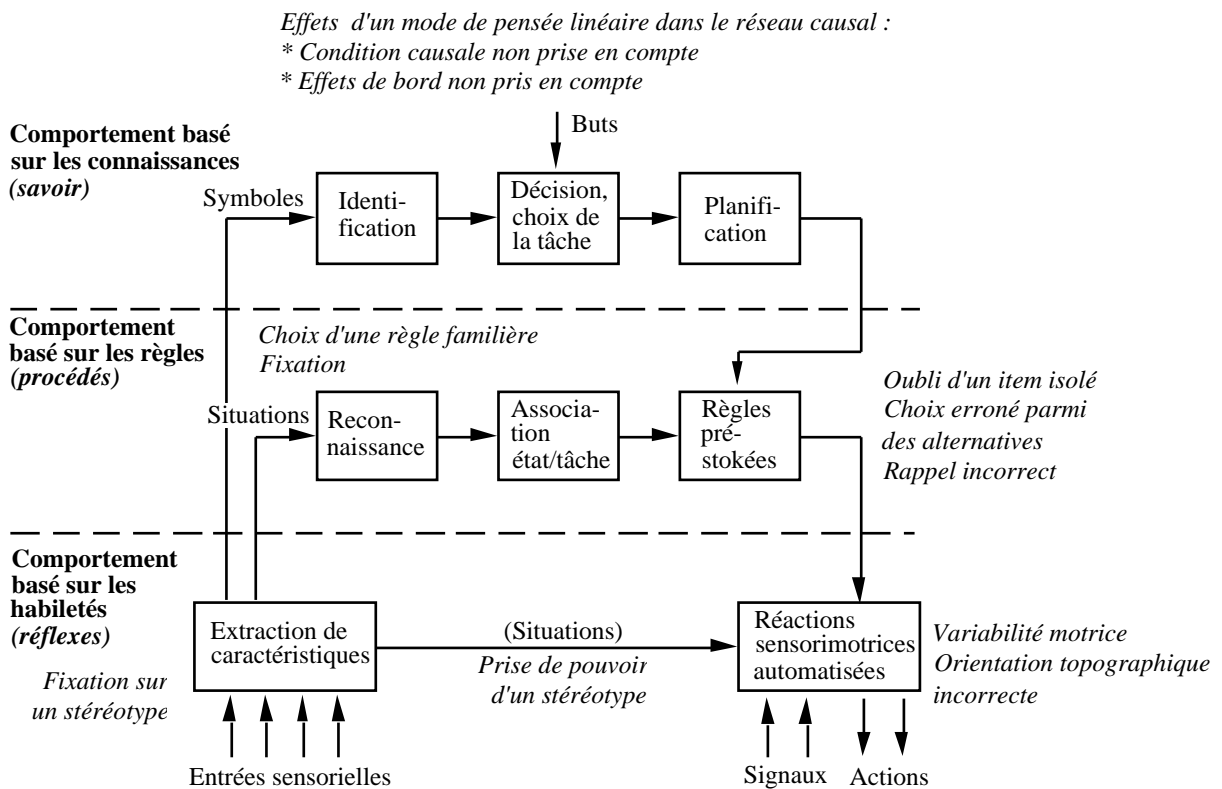 Effets d'un mode de pensée linéaire dans le réseau causal :
* Condition causale non prise en compte
* Effets de bord non pris en compte
Buts
Comportement basé
sur les connaissances
(savoir)
Symboles
Identi-
fication
Décision,
choix de
la tâche
Planifi-
cation
Comportement
basé sur les règles
(procédés)
Choix d'une règle familière
Fixation
Situations
Recon-
naissance
Associa-
tion
état/tâche
Règles
pré-
stokées
Oubli d'un item isolé
Choix erroné parmi
des alternatives
Rappel incorrect
Comportement
basé sur les
habiletés
(réflexes)
Extraction de
caractéristiques
(Situations)
Prise de pouvoir
d'un stéréotype
Réactions
sensorimotrices
automatisées
Variabilité motrice
Orientation topographique
incorrecte
Fixation sur
un stéréotype
Entrées sensorielles
Signaux
Actions